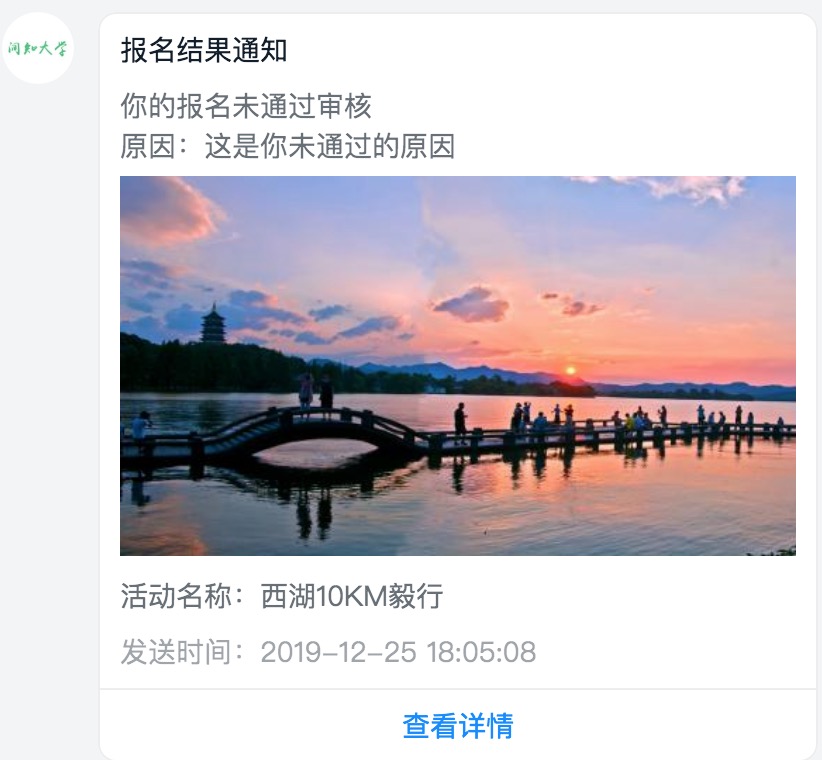 润知大学
报名结果通知
你的报名未通过审核
原因：这是你未通过的原因
活动名称：西湖10KM毅行
发送时间：2019-12-25 18:05:08
查看详情